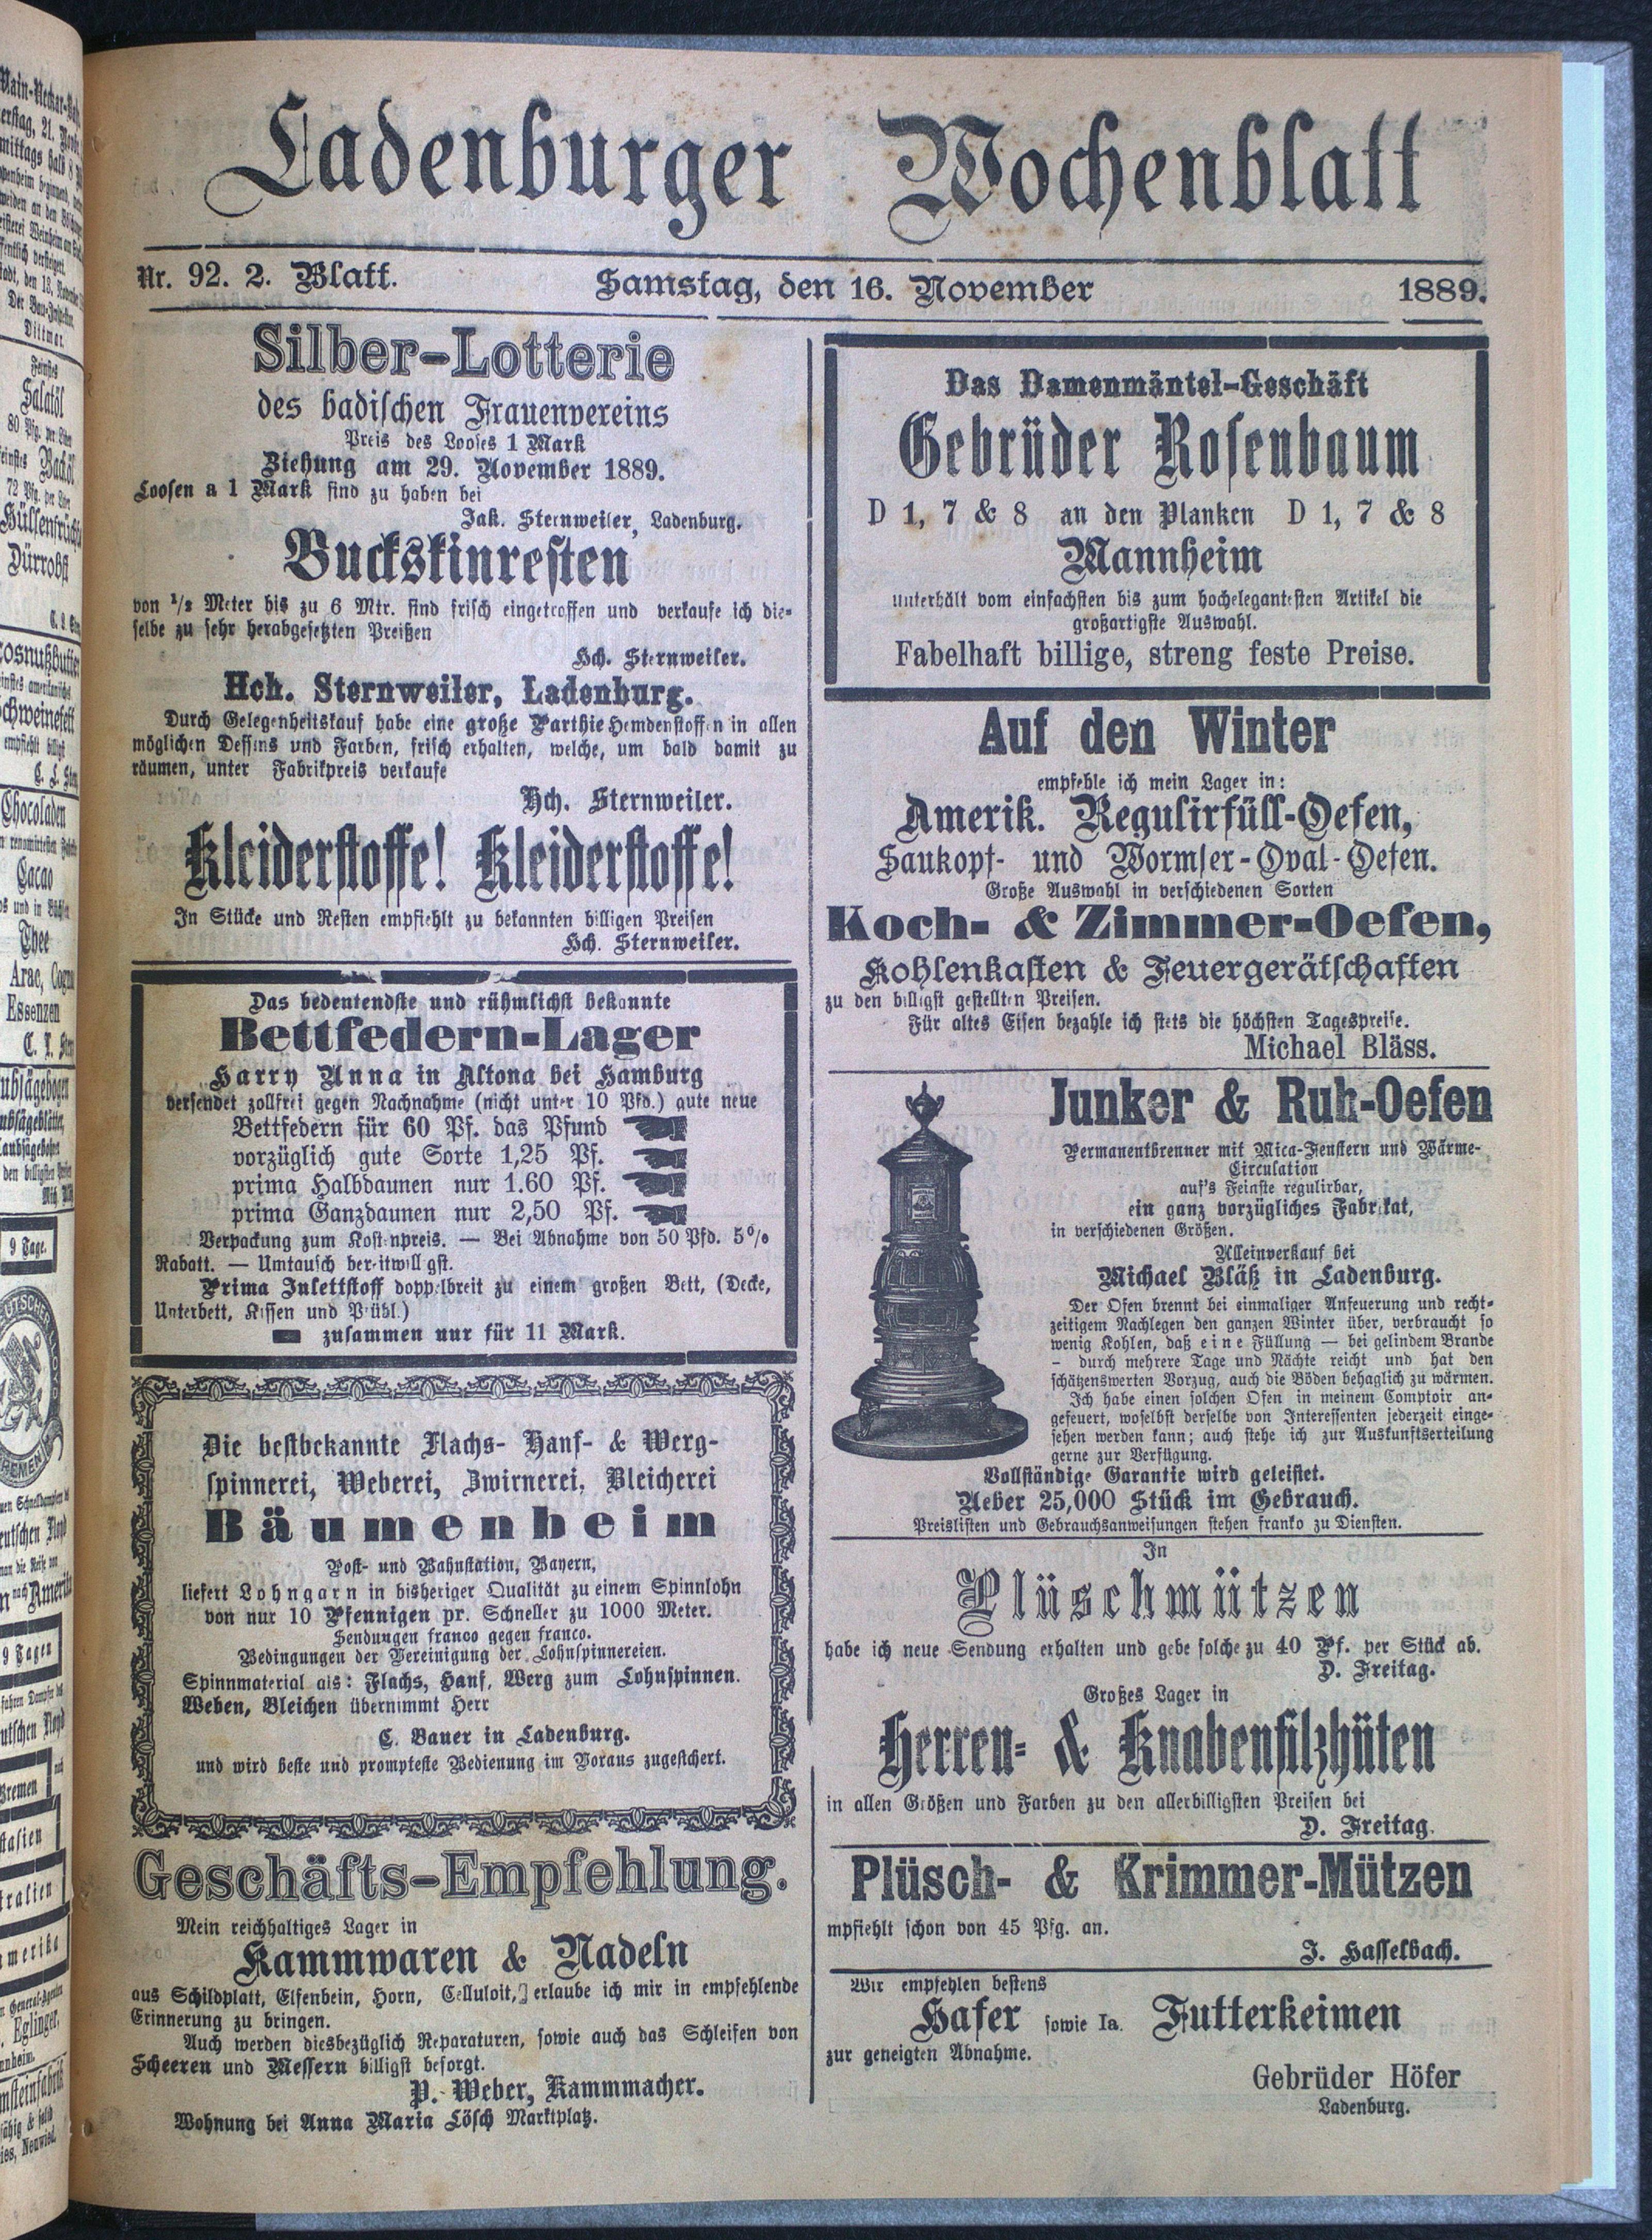 Ladenburger Wochenblatt
Nr. 92. 2. Blatt. Samstag, den 16. November 1889.
Silber-Lotterie
des badischen Frauenvereins
Preis des Looses 1 Mark
Ziehung am 29. November 1889.
Loosen a 1 Mark sind zu haben bei
Jak. Sternweiler, Ladenburg.
Buckskinresten
von 1/2 Meter bis zu 6 Mtr. sind frisch eingetroffen und verkaufe ich die-
selbe zu sehr herabgesetzten Preißen
Hch. Sternweiler.
Hch. Sternweiler, Ladenburg.
Durch Gelegenheitskauf habe eine große Parthie Hemdenstoffen in allen
möglichen Dessins und Farben, frisch erhalten, welche, um bald damit zu
räumen, unter Fabrikpreis verkaufe
Hch. Sternweiler.
Kleiderstoffe! Kleiderstoffe!
In Stücke und Resten empfiehlt zu bekannten billigen Preisen
Hch. Sternweiler.
Das bedeutendste und rühmlichst bekannte
Bettfedern-Lager
Harry Anna in Altona bei Hamburg
versendet zollfrei gegen Nachnahme (nicht unter 10 Pfd.) gute neue
Bettfedern für 60 Pf. das Pfund
vorzüglich gute Sorte 1,25 Pf.
prima Halbdaunen nur 1.60 Pf.
prima Ganzdaunen nur 2,50 Pf.
Verpackung zum Kostenpreis. — Bei Abnahme von 50 Pfd. 5%
Rabatt. — Umtausch bereitwilligst.
Prima Inlettstoff doppelbreit zu einem großen Bett, (Decke,
Unterbett, Kissen und Pfühl.)
zusammen nur für 11 Mark.
Die bestbekannte Flachs- Hanf- & Werg-
spinnerei, Weberei, Zwirnerei, Bleicherei
Bäumenheim
Post- und Bahnstation, Bayern,
liefert Lohngarn in bisheriger Qualität zu einem Spinnlohn
von nur 10 Pfennigen pr. Schneller zu 1000 Meter.
Sendungen franco gegen franco.
Bedingungen der Vereinigung der Lohnspinnereien.
Spinnmaterial als: Flachs, Hanf, Werg zum Lohnspinnen.
Weben, Bleichen übernimmt Herr
C. Bauer in Ladenburg.
und wird beste und prompteste Bedienung im Voraus zugesichert.
Geschäfts-Empfehlung.
Mein reichhaltiges Lager in
Kammwaren & Nadeln
aus Schildplatt, Elfenbein, Horn, Celluloit, erlaube ich mir in empfehlende
Erinnerung zu bringen.
Auch werden diesbezüglich Reparaturen, sowie auch das Schleifen von
Scheeren und Messern billigst besorgt.
P. Weber, Kammmacher.
Wohnung bei Anna Maria Lösch Marktplatz.
Das Damenmäntel-Geschäft
Gebrüder Rosenbaum
D 1, 7 & 8 an den Planken D 1, 7 & 8
Mannheim
unterhält vom einfachsten bis zum hochelegantesten Artikel die
großartigste Auswahl.
Fabelhaft billige, streng feste Preise.
Auf den Winter
empfehle ich mein Lager in:
Amerik. Regulirfüll-Oefen,
Saukopf- und Wormser-Oval-Oefen.
Große Auswahl in verschiedenen Sorten
Koch- & Zimmer-Oefen,
Kohlenkasten & Feuergerätschaften
zu den billigst gestellten Preisen.
Für altes Eisen bezahle ich stets die höchsten Tagespreise.
Michael Bläss.
Junker & Ruh-Oefen
Permanentbrenner mit Mica-Fenstern und Wärme-
Circulation
auf's Feinste regulirbar,
ein ganz vorzügliches Fabrikat,
in verschiedenen Größen.
Alleinverkauf bei
Michael Bläß in Ladenburg.
Der Ofen brennt bei einmaliger Anfeuerung und recht-
zeitigem Nachlegen den ganzen Winter über, verbraucht so
wenig Kohlen, daß eine Füllung — bei gelindem Brande
– durch mehrere Tage und Nächte reicht und hat den
schätzenswerten Vorzug, auch die Böden behaglich zu wärmen.
Ich habe einen solchen Ofen in meinem Comptoir an-
gefeuert, woselbst derselbe von Interessenten jederzeit einge-
sehen werden kann; auch stehe ich zur Auskunftserteilung
gerne zur Verfügung.
Vollständige Garantie wird geleistet.
Ueber 25,000 Stück im Gebrauch.
Preislisten und Gebrauchsanweisungen stehen franko zu Diensten.
In
Plüschmützen
habe ich neue Sendung erhalten und gebe solche zu 40 Pf. per Stück ab.
D. Freitag.
Großes Lager in
Herren- & Knabenfilzhüten
in allen Größen und Farben zu den allerbilligsten Preisen bei
D. Freitag.
Plüsch- & Krimmer-Mützen
mpfiehlt schon von 45 Pfg. an.
J. Hasselbach.
Wir empfehlen bestens
Hafer sowie Ia. Futterkeimen
zur geneigten Abnahme.
Gebrüder Höfer
Ladenburg.